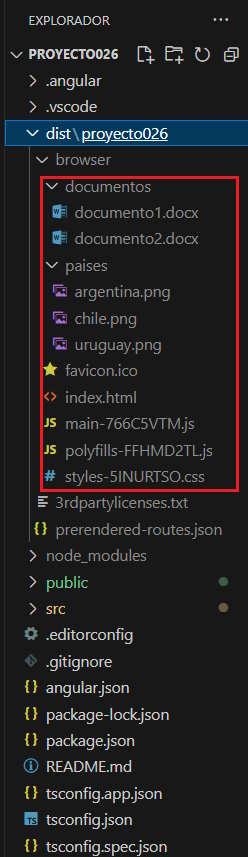 EXPLORADOR
PROYECTO026
.angular
.vscode
dist\proyecto026
browser
documentos
documento1.docx
documento2.docx
paises
argentina.png
chile.png
uruguay.png
favicon.ico
index.html
main-766C5VTM.js
polyfills-FFHMD2TL.js
styles-5INURTSO.css
3rdpartylicenses.txt
prerendered-routes.json
node_modules
public
src
.editorconfig
.gitignore
angular.json
package-lock.json
package.json
README.md
tsconfig.app.json
tsconfig.json
tsconfig.spec.json